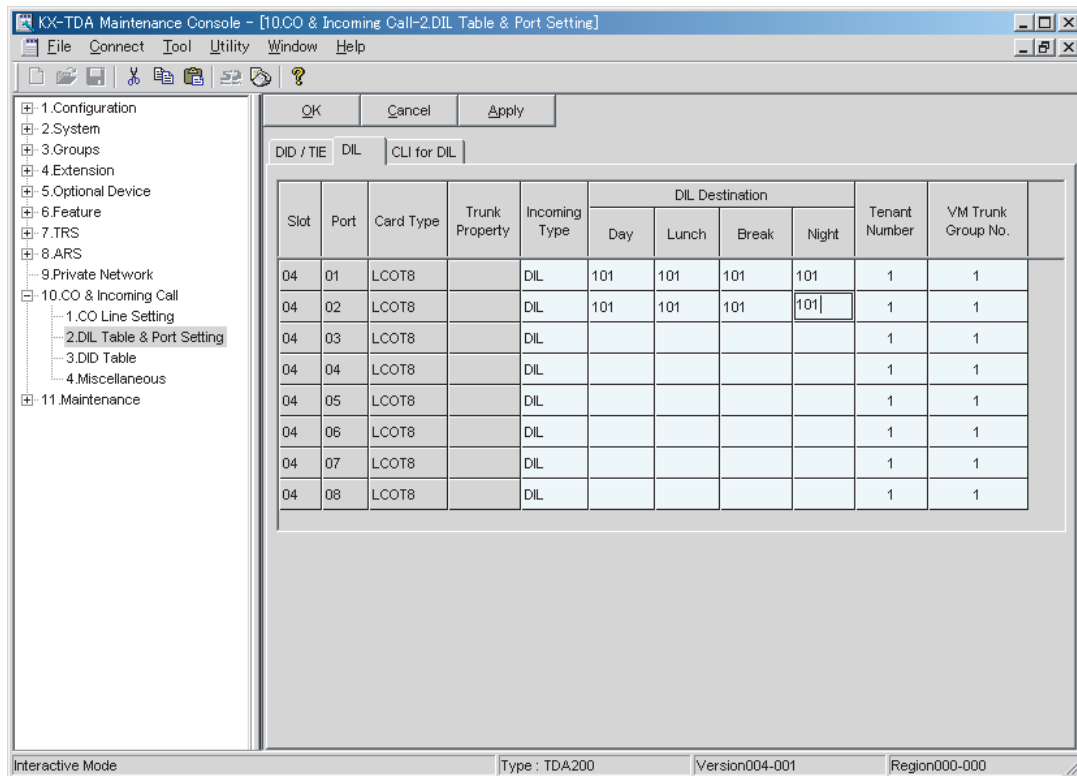 KX-TDA Maintenance Console - [10.CO & Incoming Call-2.DIL Table & Port Setting]
File Connect Tool Utility Window Help
1.Configuration
2.System
3.Groups
4.Extension
5.Optional Device
6.Feature
7.TRS
8.ARS
9.Private Network
10.CO & Incoming Call
1.CO Line Setting
2.DIL Table & Port Setting
3.DID Table
4.Miscellaneous
11.Maintenance
OK Cancel Apply
DID / TIE DIL CLI for DIL
Slot Port Card Type Trunk Property Incoming Type DIL Destination Day Lunch Break Night Tenant Number VM Trunk Group No.
04 01 LCOT8 DIL 101 101 101 101 1 1
04 02 LCOT8 DIL 101 101 101 101 1 1
04 03 LCOT8 DIL 1 1
04 04 LCOT8 DIL 1 1
04 05 LCOT8 DIL 1 1
04 06 LCOT8 DIL 1 1
04 07 LCOT8 DIL 1 1
04 08 LCOT8 DIL 1 1
Interactive Mode Type : TDA200 Version004-001 Region000-000